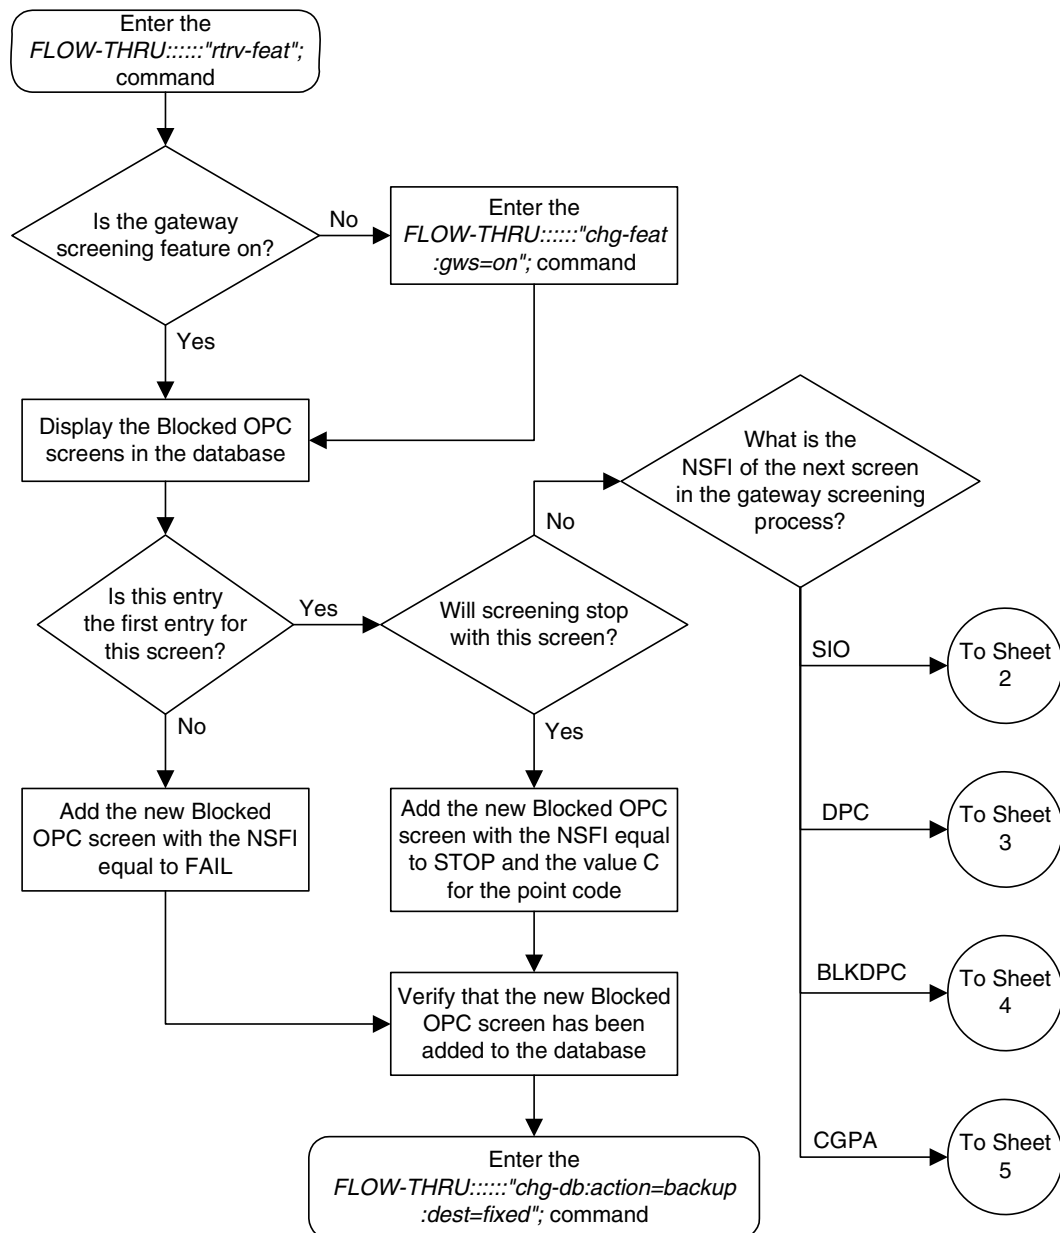 Enter the
FLOW-THRU::::::"rtrv-feat";
command
Is the gateway
screening feature on?
No
Enter the
FLOW-THRU::::::"chg-feat
:gws=on"; command
Yes
Display the Blocked OPC
screens in the database
What is the
NSFI of the next screen
in the gateway screening
process?
No
Is this entry
the first entry for
this screen?
Yes
Will screening stop
with this screen?
SIO
To Sheet
2
No
Yes
Add the new Blocked
OPC screen with the NSFI
equal to FAIL
Add the new Blocked OPC
screen with the NSFI equal
to STOP and the value C
for the point code
DPC
To Sheet
3
Verify that the new Blocked
OPC screen has been
added to the database
BLKDPC
To Sheet
4
Enter the
FLOW-THRU::::::"chg-db:action=backup
:dest=fixed"; command
CGPA
To Sheet
5